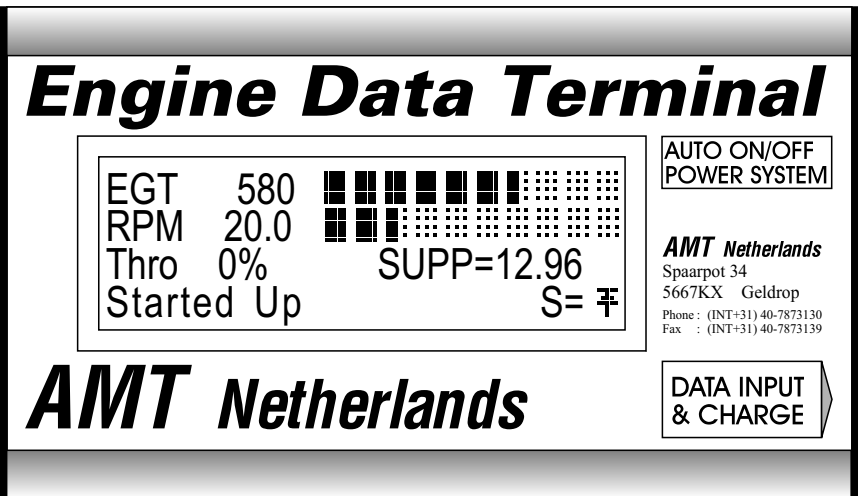 Engine Data Terminal
EGT 580
RPM 20.0
Thro 0% SUPP=12.96
Started Up S=
AUTO ON/OFF
POWER SYSTEM
AMT Netherlands
Spaarpot 34
5667KX Geldrop
Phone : (INT+31) 40-7873130
Fax : (INT+31) 40-7873139
AMT Netherlands
DATA INPUT
& CHARGE